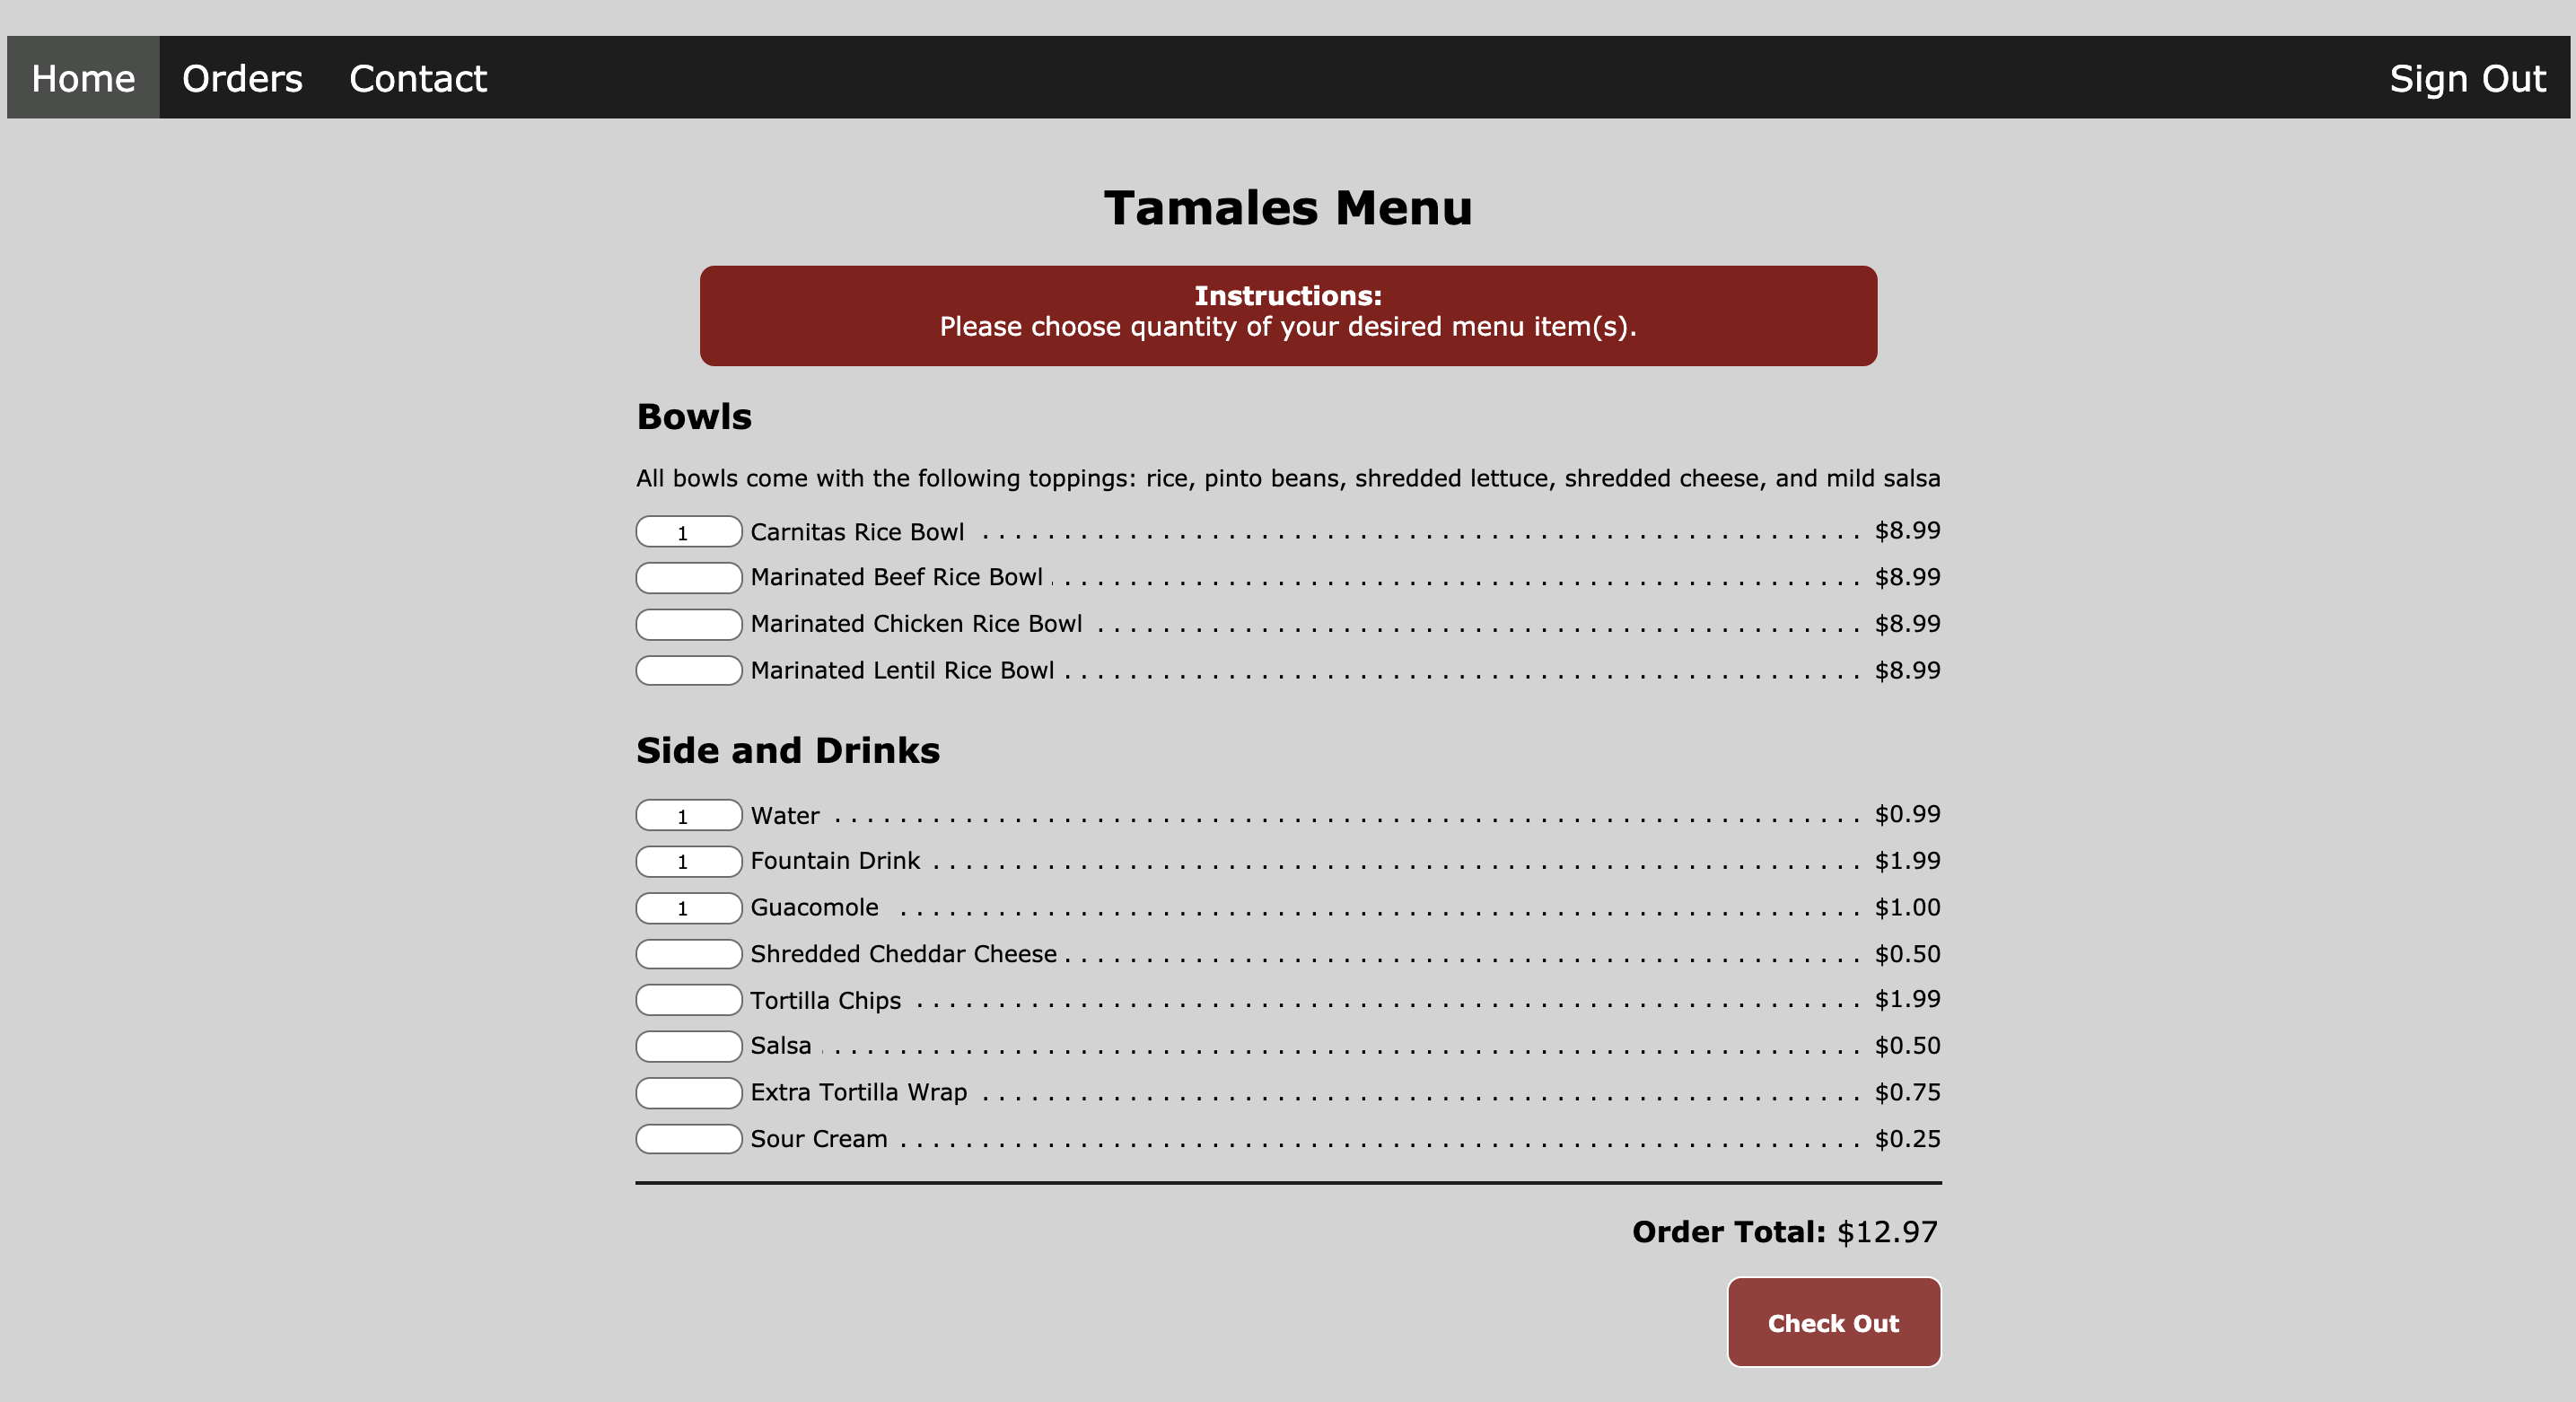 Home Orders Contact Sign Out
Tamales Menu
Instructions:
Please choose quantity of your desired menu item(s).
Bowls
All bowls come with the following toppings: rice, pinto beans, shredded lettuce, shredded cheese, and mild salsa
1 Carnitas Rice Bowl . . . . . . . . . . . . . . . . . . . . $8.99
Marinated Beef Rice Bowl . . . . . . . . . . . . . . . . . . . . $8.99
Marinated Chicken Rice Bowl . . . . . . . . . . . . . . . . . . . . $8.99
Marinated Lentil Rice Bowl . . . . . . . . . . . . . . . . . . . . $8.99
Side and Drinks
1 Water . . . . . . . . . . . . . . . . . . . . $0.99
1 Fountain Drink . . . . . . . . . . . . . . . . . . . . $1.99
1 Guacomole . . . . . . . . . . . . . . . . . . . . $1.00
Shredded Cheddar Cheese . . . . . . . . . . . . . . . . . . . . $0.50
Tortilla Chips . . . . . . . . . . . . . . . . . . . . $1.99
Salsa . . . . . . . . . . . . . . . . . . . . $0.50
Extra Tortilla Wrap . . . . . . . . . . . . . . . . . . . . $0.75
Sour Cream . . . . . . . . . . . . . . . . . . . . $0.25
Order Total: $12.97
Check Out